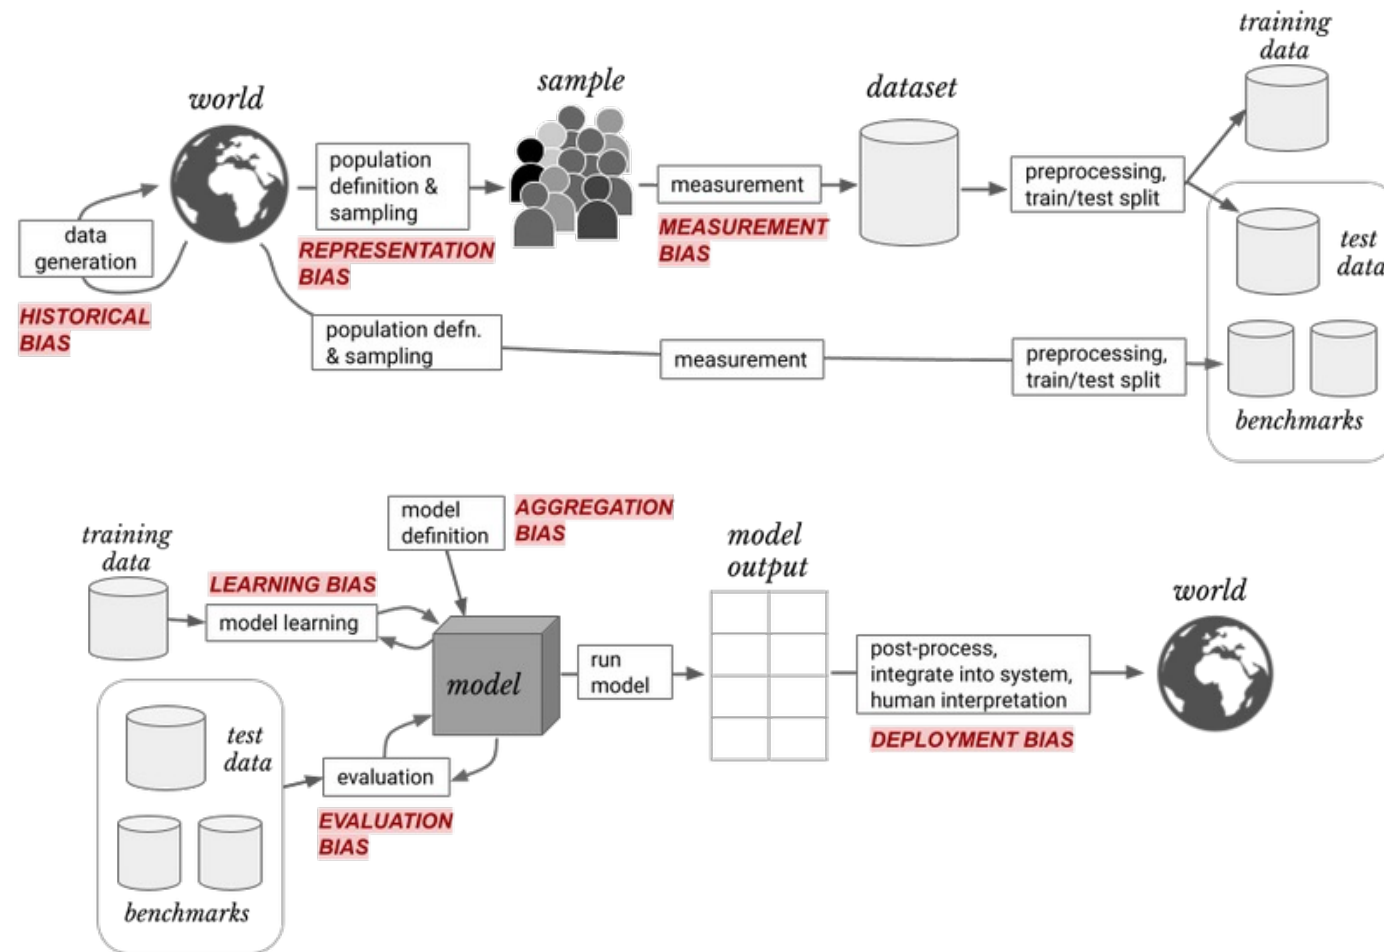 training
data
world
sample
dataset
population
definition &
sampling
measurement
preprocessing,
train/test split
data
generation
REPRESENTATION
BIAS
MEASUREMENT
BIAS
test
data
HISTORICAL
BIAS
population defn.
& sampling
measurement
preprocessing,
train/test split
benchmarks
training
data
model
definition
AGGREGATION
BIAS
model
output
LEARNING BIAS
model learning
world
model
run
model
post-process,
integrate into system,
human interpretation
DEPLOYMENT BIAS
test
data
evaluation
EVALUATION
BIAS
benchmarks